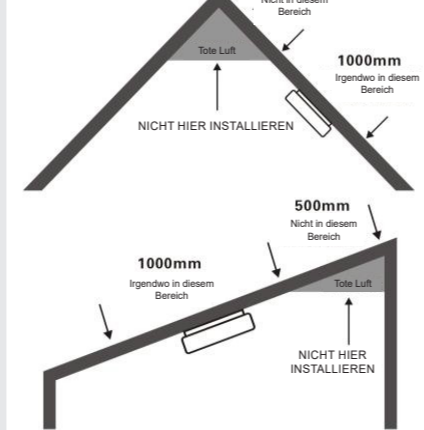 Nicht in diesem
Bereich
Tote Luft
1000mm
Irgendwo in diesem
Bereich
NICHT HIER INSTALLIEREN
500mm
Nicht in diesem
Bereich
1000mm
Irgendwo in diesem
Bereich
Tote Luft
NICHT HIER
INSTALLIEREN